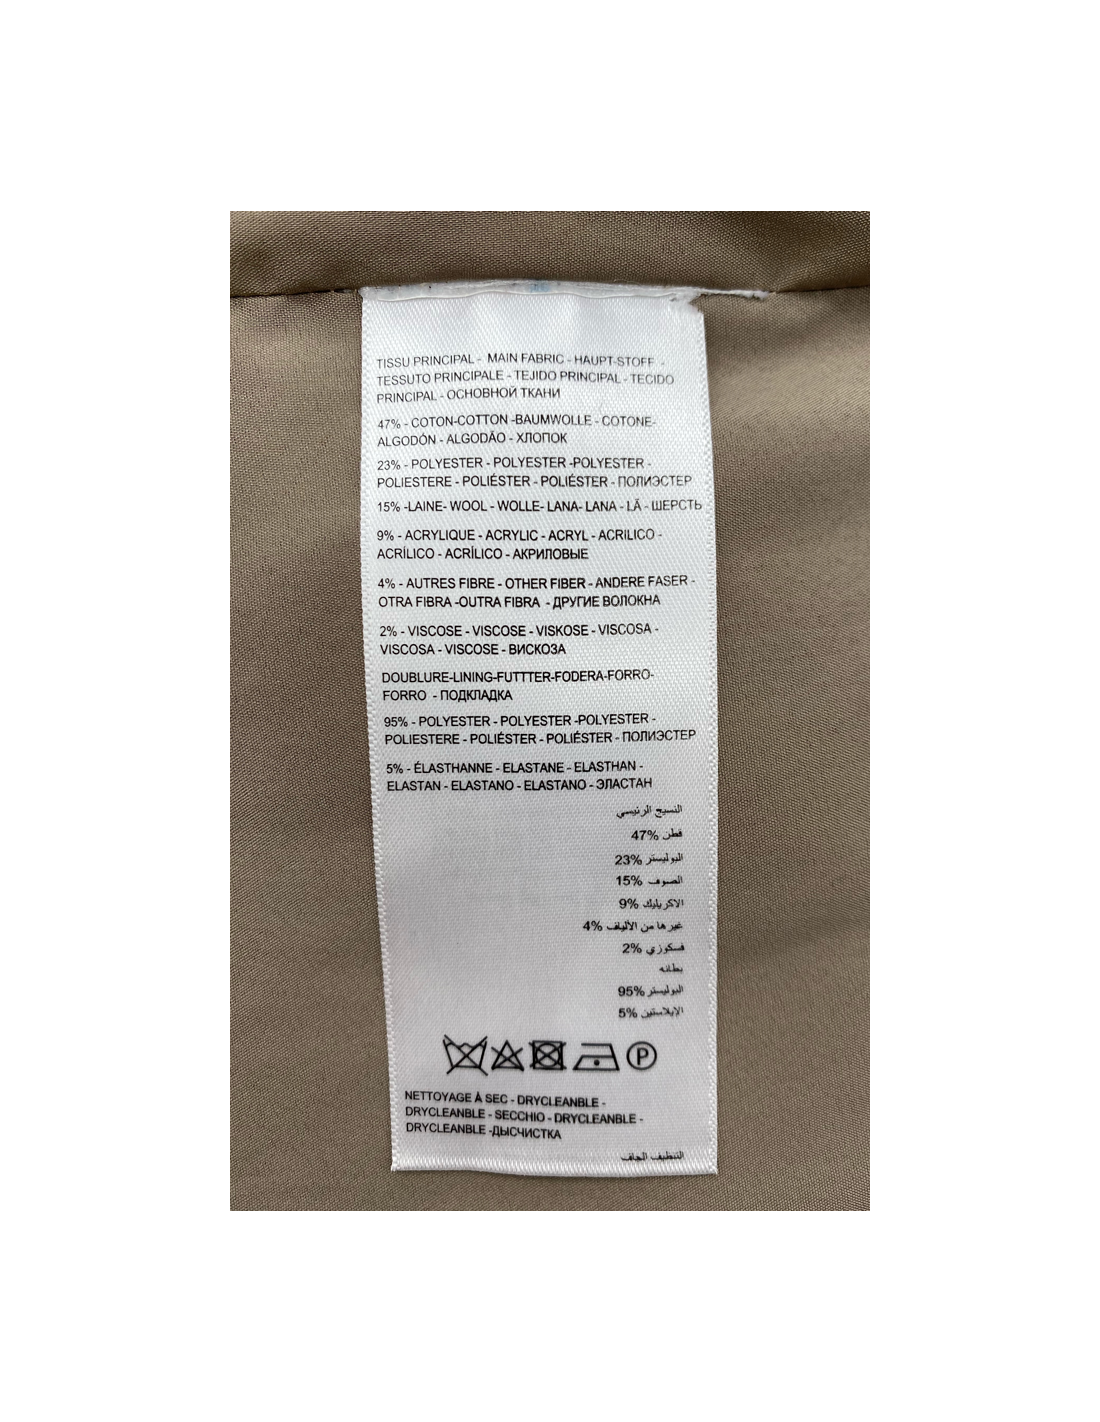 TISSU PRINCIPAL - MAIN FABRIC - HAUPT-STOFF -
TESSUTO PRINCIPALE - TEJIDO PRINCIPAL - TECIDO
PRINCIPAL - ОСНОВНОЙ ТКАНИ
47% - COTON-COTTON -BAUMWOLLE - COTONE-
ALGODÓN - ALGODÃO - ХЛОПОК
23% - POLYESTER - POLYESTER -POLYESTER -
POLIESTERE - POLIÉSTER - POLIÉSTER - ПОЛИЭСТЕР
15% -LAINE- WOOL - WOLLE- LANA- LANA - LÃ - ШЕРСТЬ
9% - ACRYLIQUE - ACRYLIC - ACRYL - ACRILICO -
ACRÍLICO - ACRÍLICO - АКРИЛОВЫЕ
4% - AUTRES FIBRE - OTHER FIBER - ANDERE FASER -
OTRA FIBRA -OUTRA FIBRA - ДРУГИЕ ВОЛОКНА
2% - VISCOSE - VISCOSE - VISKOSE - VISCOSA -
VISCOSA - VISCOSE - ВИСКОЗА
DOUBLURE-LINING-FUTTTER-FODERA-FORRO-
FORRO - ПОДКЛАДКА
95% - POLYESTER - POLYESTER -POLYESTER -
POLIESTERE - POLIÉSTER - POLIÉSTER - ПОЛИЭСТЕР
5% - ÉLASTHANNE - ELASTANE - ELASTHAN -
ELASTAN - ELASTANO - ELASTANO - ЭЛАСТАН
النسيج الرئيسي
قطر 47%
البوليستر 23%
الصوف 15%
الاكريليك 9%
غيرها من الألياف 4%
فسكوزي 2%
بطانه
البوليستر 95%
الإيلاستين 5%
P
NETTOYAGE À SEC - DRYCLEANBLE -
DRYCLEANBLE - SECCHIO - DRYCLEANBLE -
DRYCLEANBLE -ДЫСЧИСТКА
التنظيف الجاف